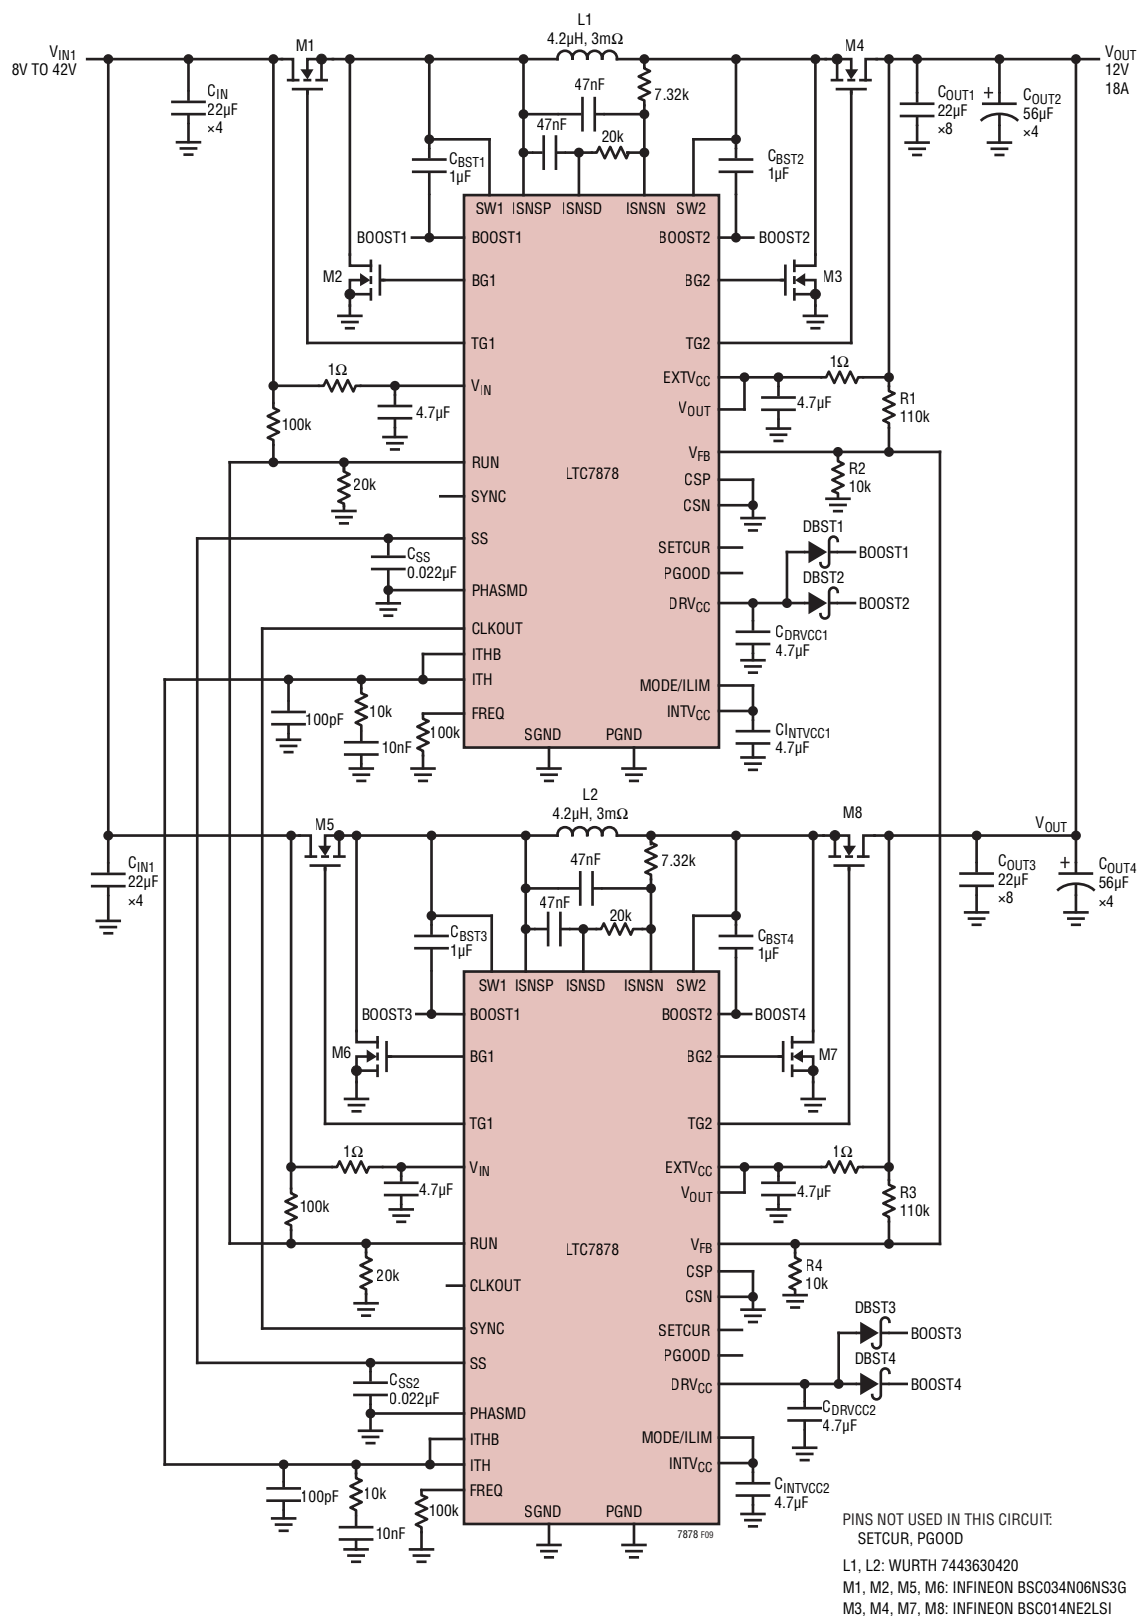 L1
4.2µH, 3mΩ
VIN1
8V TO 42V
M1
M4
VOUT
12V
18A
CIN
22µF
×4
47nF
7.32k
47nF
20k
COUT1
22µF
×8
+
COUT2
56µF
×4
CBST1
1µF
CBST2
1µF
SW1
ISNSP
ISNSD
ISNSN
SW2
BOOST1
BOOST1
BOOST2
BOOST2
M2
BG1
BG2
M3
TG1
TG2
1Ω
VIN
EXTVCC
1Ω
4.7µF
VOUT
4.7µF
R1
110k
100k
RUN
LTC7878
VFB
R2
10k
20k
CSP
SYNC
CSN
SS
SETCUR
DBST1
BOOST1
CSS
0.022µF
PGOOD
DBST2
PHASMD
DRVCC
BOOST2
CLKOUT
CDRVCC1
4.7µF
ITHB
ITH
MODE/ILIM
100pF
10k
10nF
FREQ
100k
INTVCC
CINTVCC1
4.7µF
SGND
PGND
L2
4.2µH, 3mΩ
M5
M8
VOUT
CIN1
22µF
×4
47nF
7.32k
47nF
20k
COUT3
22µF
×8
+
COUT4
56µF
×4
CBST3
1µF
CBST4
1µF
SW1
ISNSP
ISNSD
ISNSN
SW2
BOOST3
BOOST1
BOOST2
BOOST4
M6
BG1
BG2
M7
TG1
TG2
1Ω
VIN
EXTVCC
1Ω
4.7µF
VOUT
4.7µF
R3
110k
100k
RUN
LTC7878
VFB
R4
10k
20k
CSP
CLKOUT
CSN
SYNC
SETCUR
DBST3
BOOST3
SS
PGOOD
DBST4
CSS2
0.022µF
DRVCC
BOOST4
PHASMD
CDRVCC2
4.7µF
ITHB
MODE/ILIM
ITH
INTVCC
100pF
10k
10nF
FREQ
100k
CINTVCC2
4.7µF
SGND
PGND
7878 F09
PINS NOT USED IN THIS CIRCUIT:
SETCUR, PGOOD
L1, L2: WURTH 7443630420
M1, M2, M5, M6: INFINEON BSC034N06NS3G
M3, M4, M7, M8: INFINEON BSC014NE2LSI